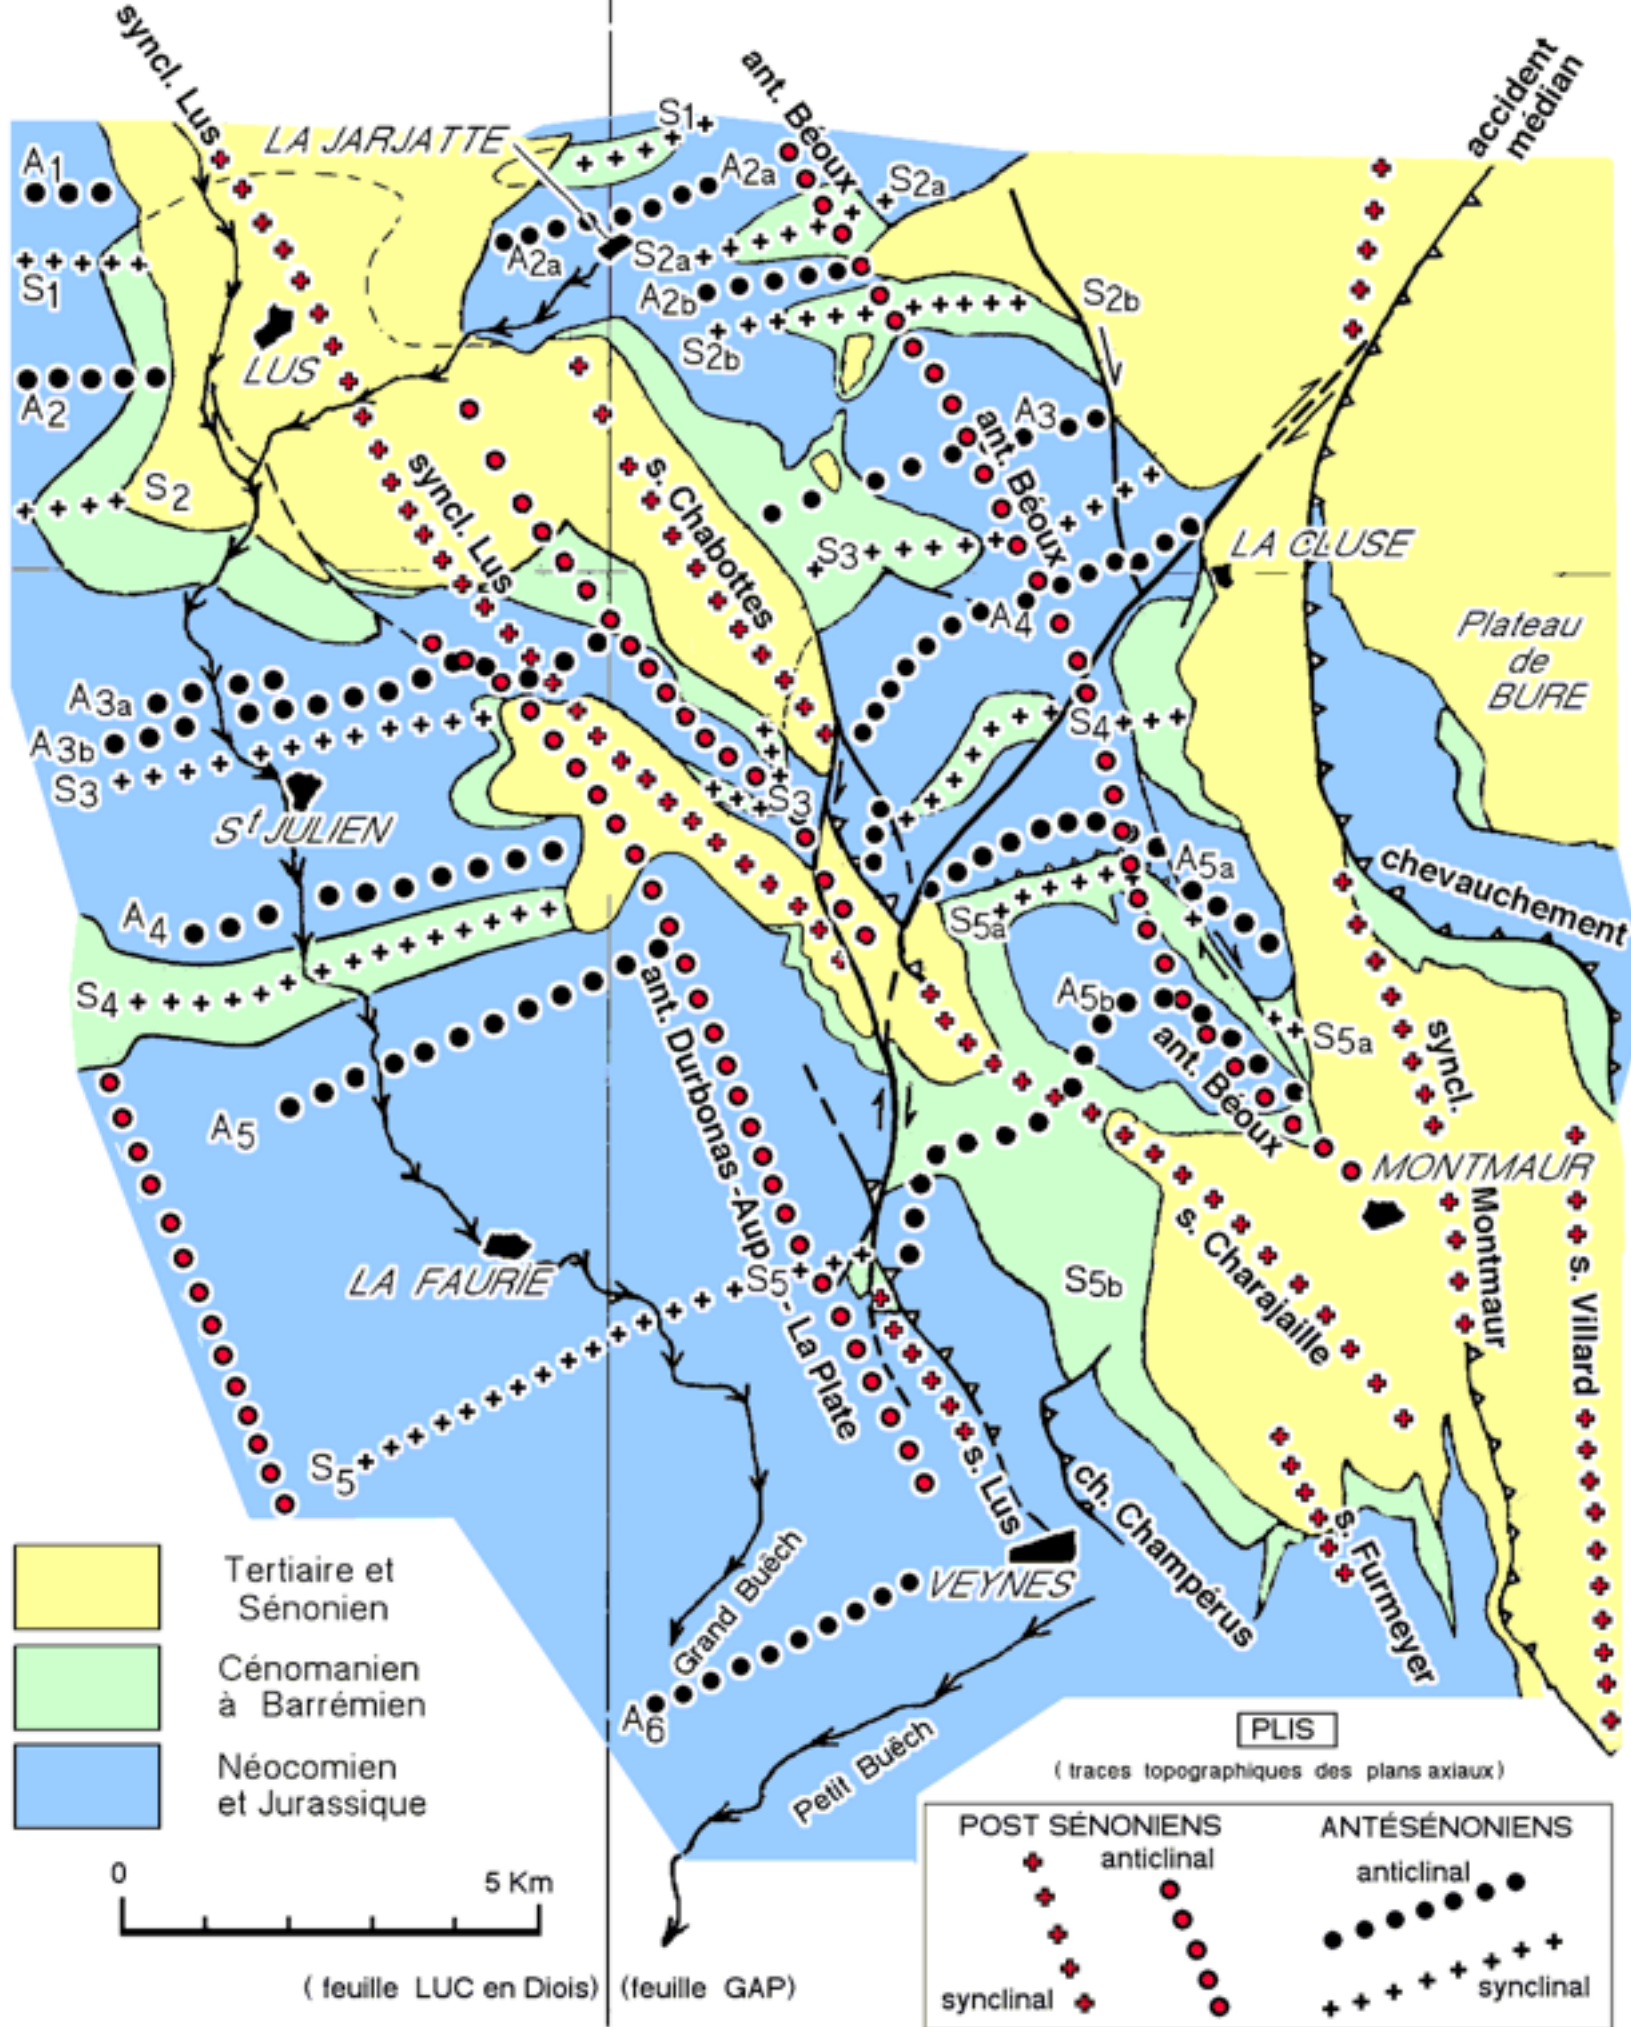 syncl. Lus
LA JARJATTE
S1
ant. Béoux
accident
médian
A1
A2a
S2a
A2a
S2a
S1
A2b
S2b
S2b
LUS
A2
A3
S2
syncl. Lus
s. Chabottes
ant. Béoux
S3
LA CLUSE
A4
Plateau
de
BURE
A3a
A3b
S3
S4
S3
St JULIEN
A5a
chevauchement
A4
S5a
S4
A5b
S5a
ant. Durbonas -Aup... - La Plate
ant. Béoux
syncl.
A5
MONTMAUR
Montmaur
LA FAURIE
S5
S5b
s. Charajaille
s. Villard
S5
s. Lus
ch. Champérus
s. Furmeyer
VEYNES
Grand Buëch
A6
Petit Buëch
Tertiaire et
Sénonien
Cénomanien
à Barrémien
Néocomien
et Jurassique
0 5 Km
( feuille LUC en Diois) (feuille GAP)
PLIS
( traces topographiques des plans axiaux)
POST SÉNONIENS
anticlinal
synclinal
ANTÉSÉNONIENS
anticlinal
synclinal